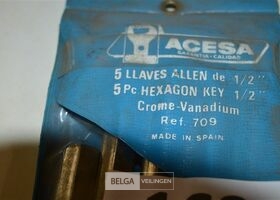 ACESA
GARANTIA - CALIDAD
5 LLAVES ALLEN de 1/2"
5 Pc HEXAGON KEY 1/2"
Crome-Vanadium
Ref. 709
MADE IN SPAIN
BELGA VEILINGEN